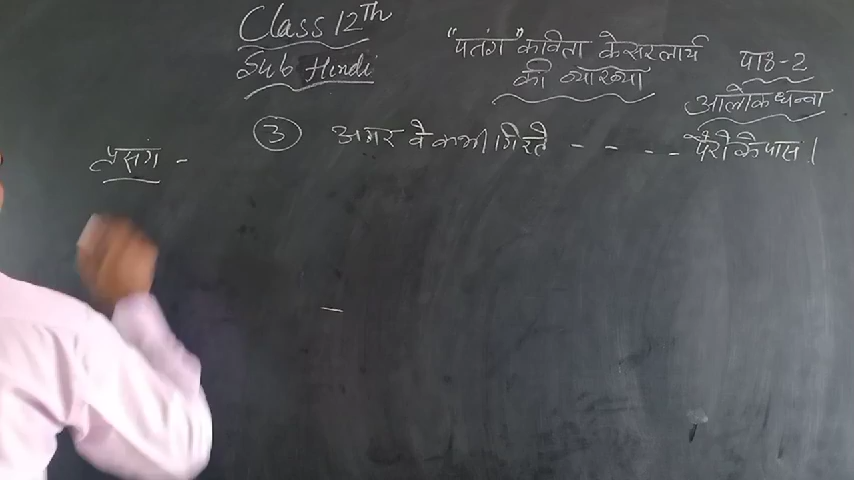 Class 12Th
Sub Hindi
"पतंग" कविता के सरलार्थ
की व्याख्या
पाठ-2
आलोक धन्वा
③ अगर वे कभी गिरते - - - - पैरों के पास।
प्रसंग -